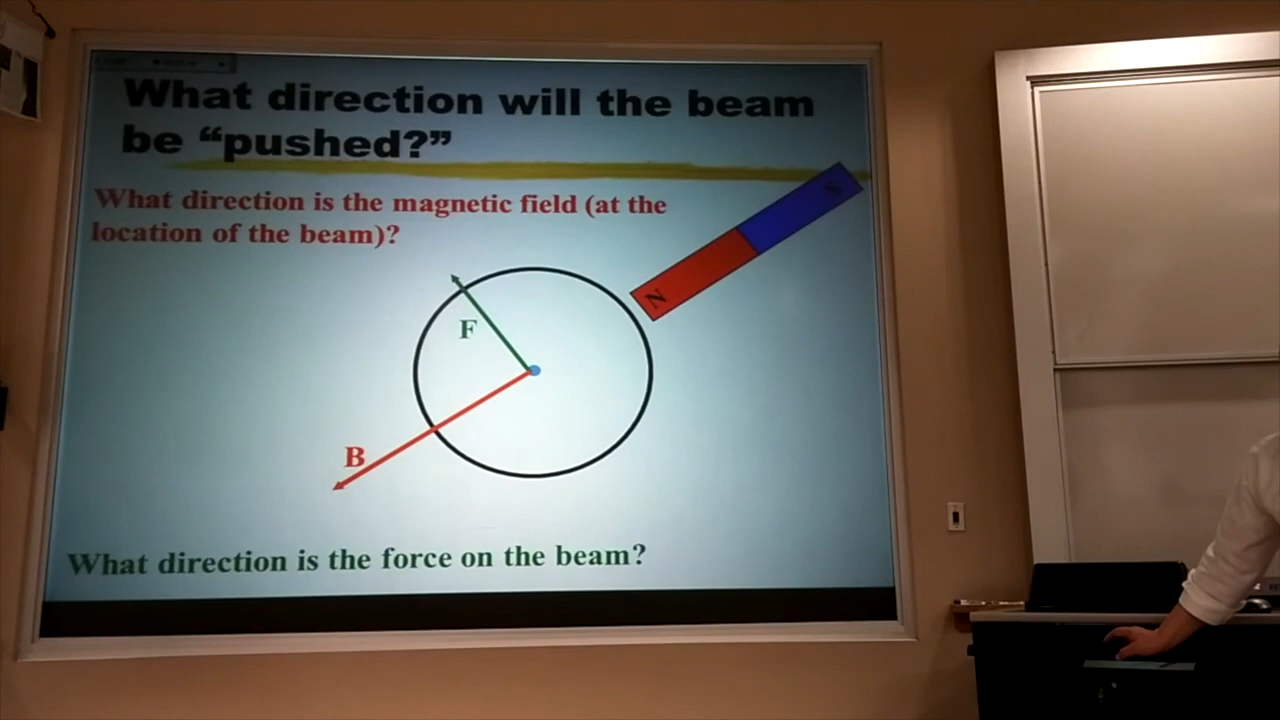 What direction will the beam
be “pushed?”
What direction is the magnetic field (at the
location of the beam)?
S
N
F
B
What direction is the force on the beam?